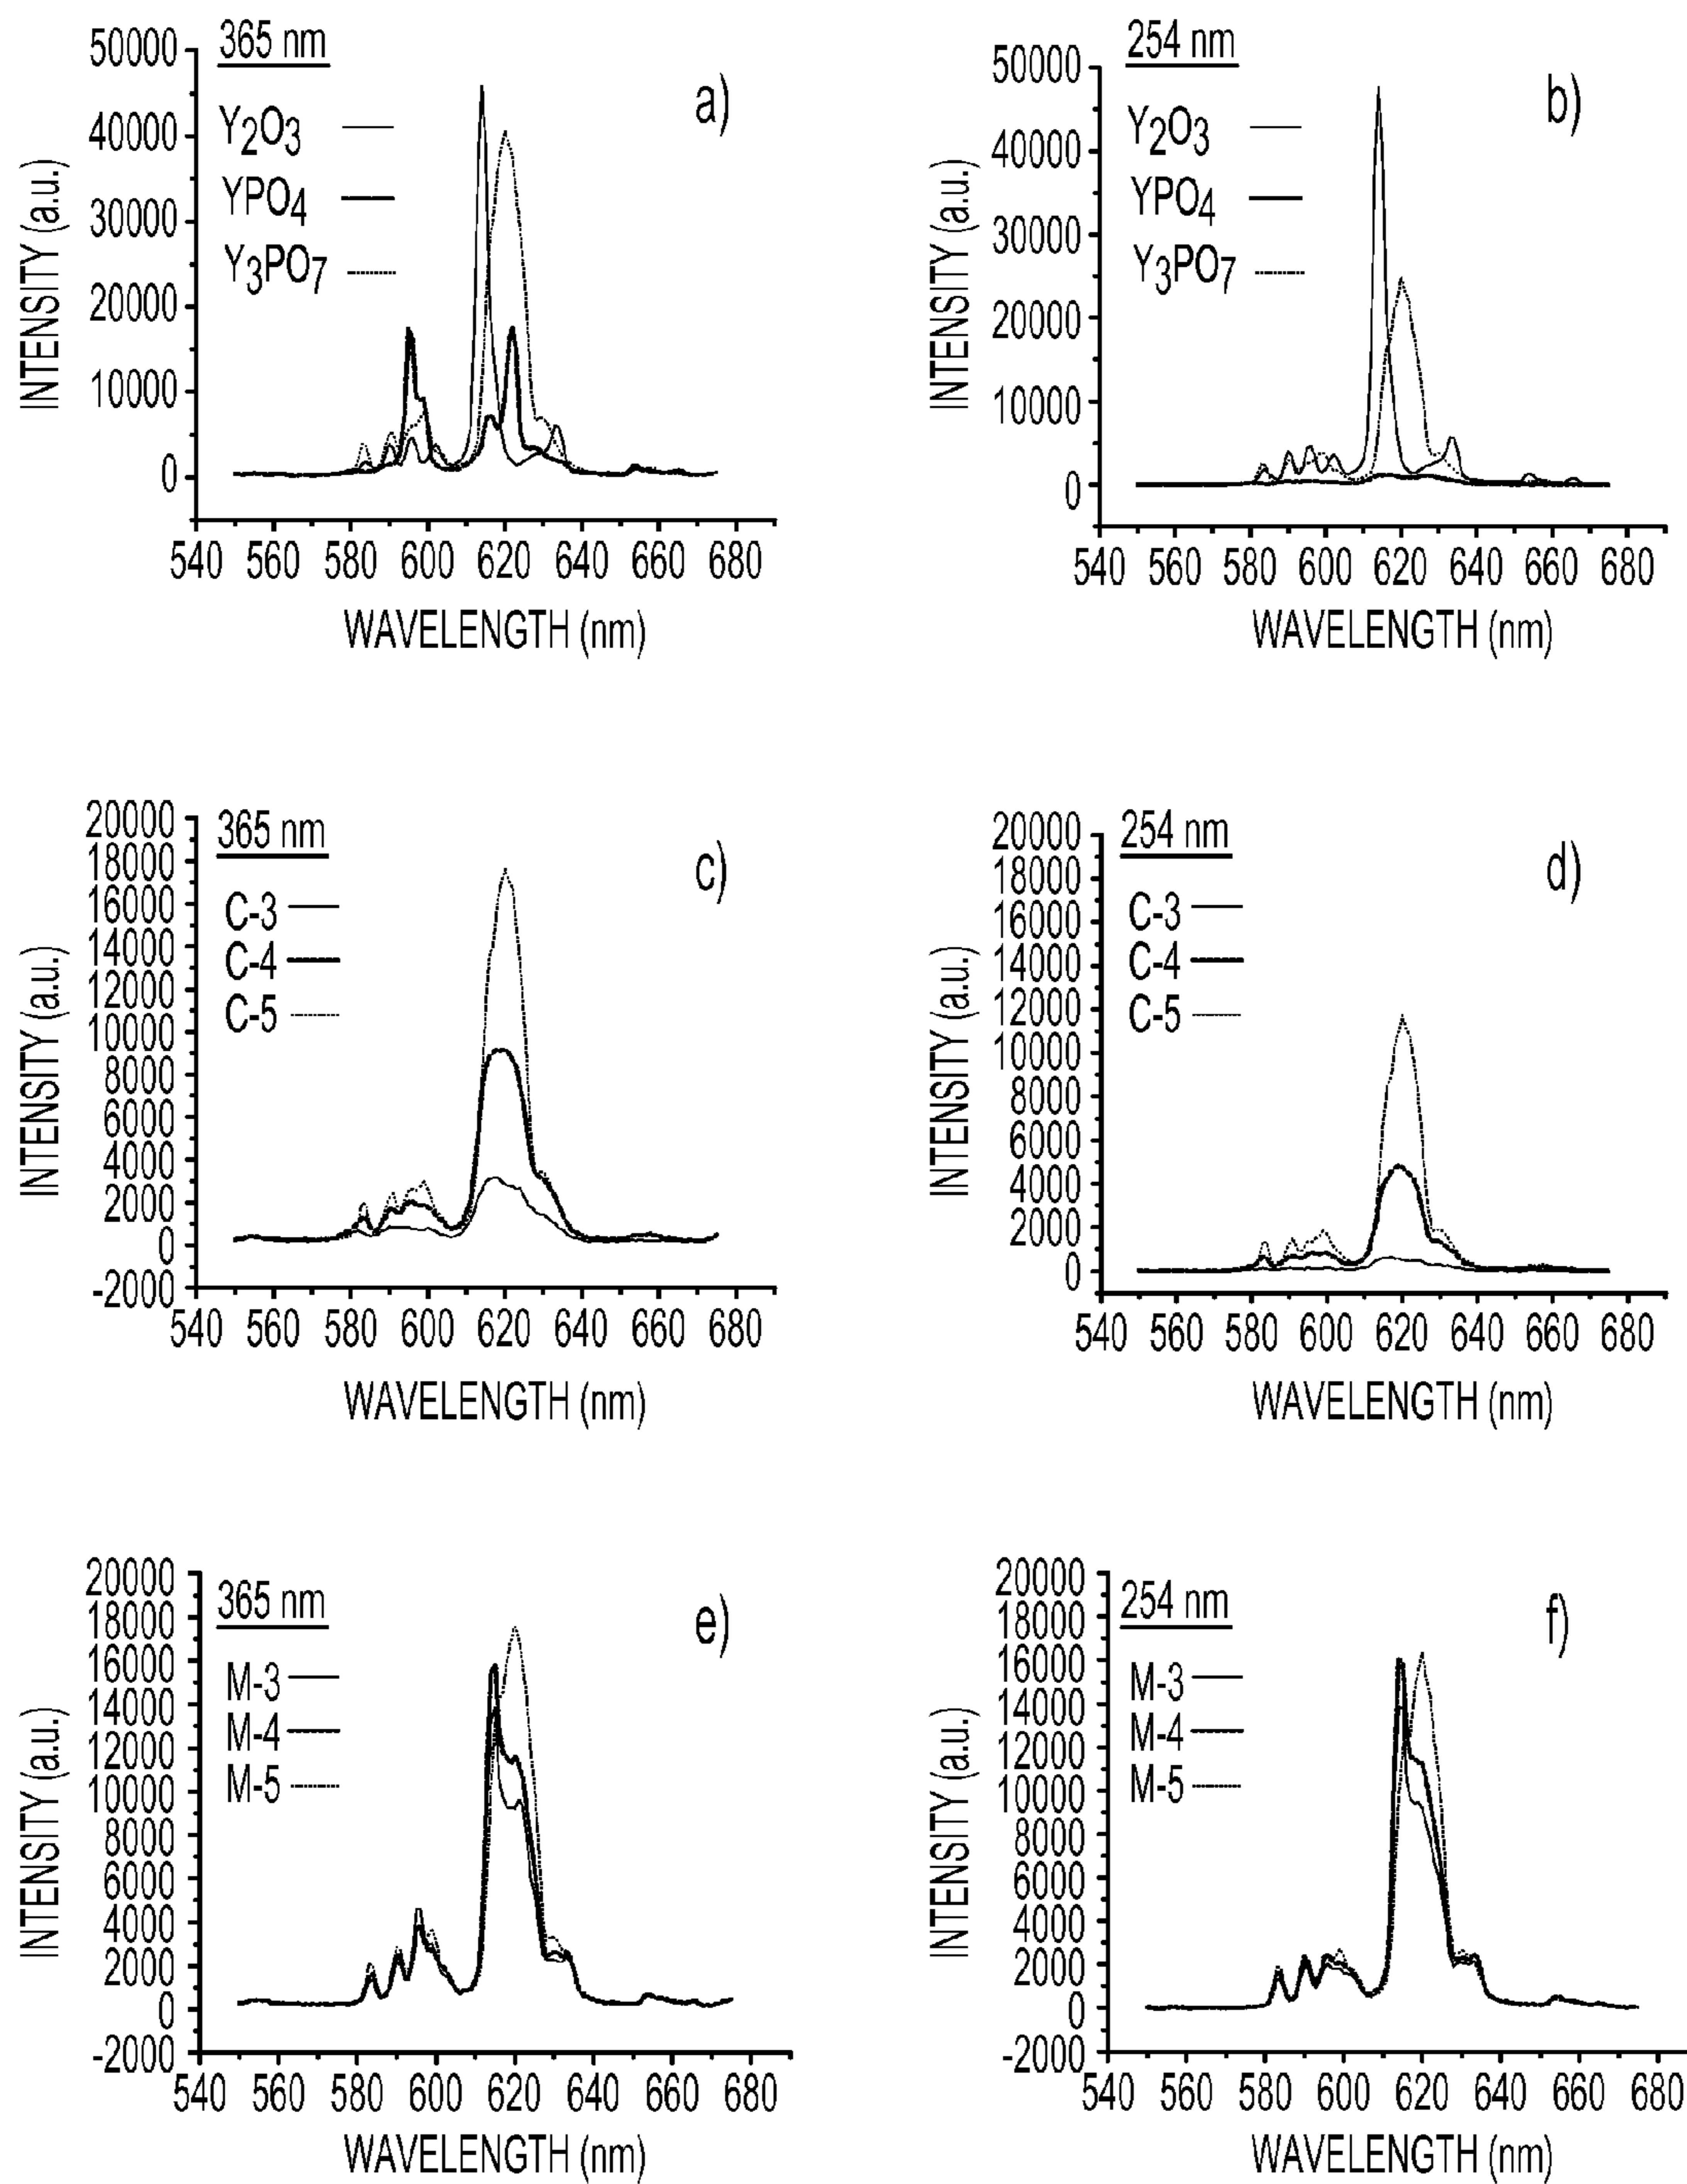 365 nm
a)
Y2O3
YPO4
Y3PO7
50000
40000
30000
20000
10000
0
INTENSITY (a.u.)
540 560 580 600 620 640 660 680
WAVELENGTH (nm)
254 nm
b)
Y2O3
YPO4
Y3PO7
50000
40000
30000
20000
10000
0
INTENSITY (a.u.)
540 560 580 600 620 640 660 680
WAVELENGTH (nm)
365 nm
c)
C-3
C-4
C-5
20000
18000
16000
14000
12000
10000
8000
6000
4000
2000
0
-2000
INTENSITY (a.u.)
540 560 580 600 620 640 660 680
WAVELENGTH (nm)
254 nm
d)
C-3
C-4
C-5
20000
18000
16000
14000
12000
10000
8000
6000
4000
2000
0
INTENSITY (a.u.)
540 560 580 600 620 640 660 680
WAVELENGTH (nm)
365 nm
e)
M-3
M-4
M-5
20000
18000
16000
14000
12000
10000
8000
6000
4000
2000
0
-2000
INTENSITY (a.u.)
540 560 580 600 620 640 660 680
WAVELENGTH (nm)
254 nm
f)
M-3
M-4
M-5
20000
18000
16000
14000
12000
10000
8000
6000
4000
2000
0
-2000
INTENSITY (a.u.)
540 560 580 600 620 640 660 680
WAVELENGTH (nm)